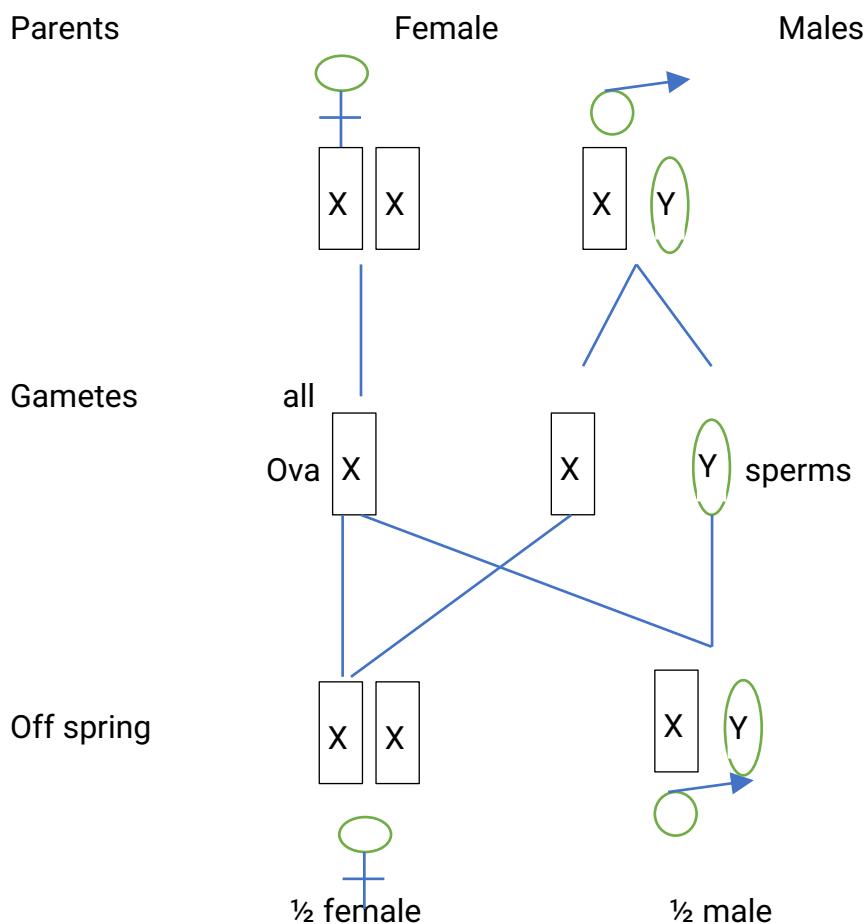 Parents Female Males
X X X Y
Gametes all
Ova X X Y sperms
Off spring X X X Y
½ female ½ male